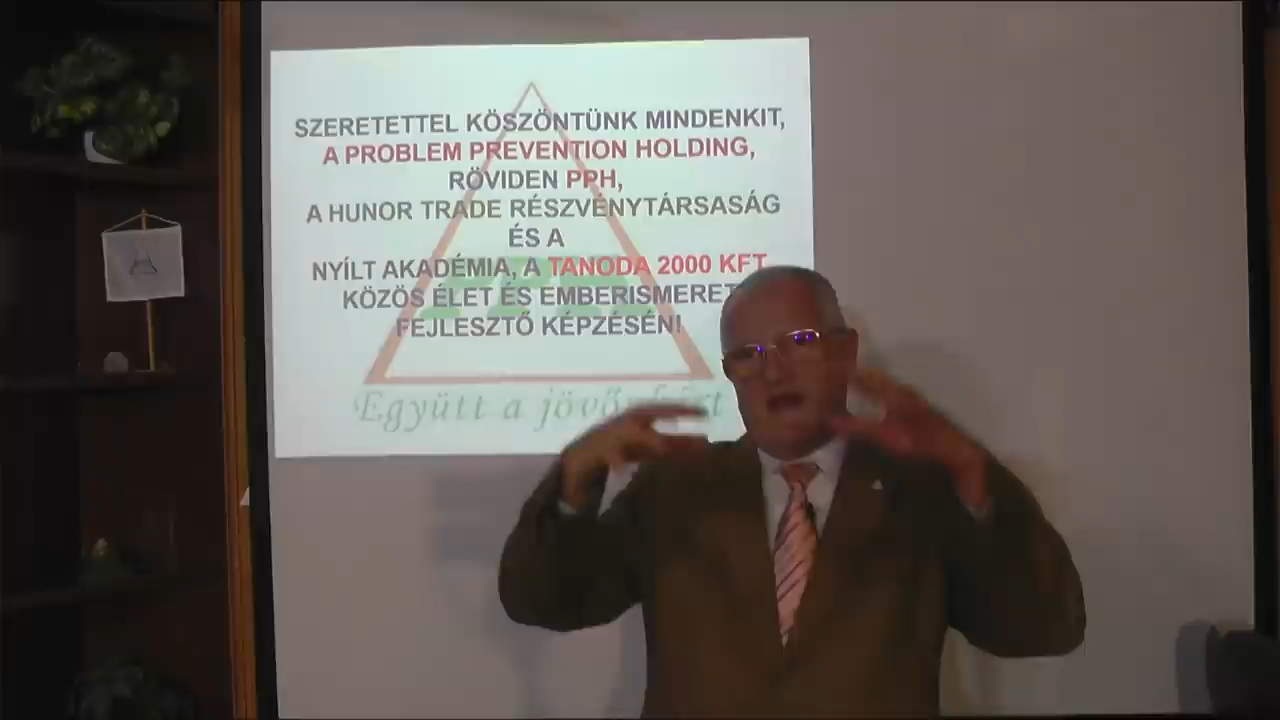 SZERETETTEL KÖSZÖNTÜNK MINDENKIT,
A PROBLEM PREVENTION HOLDING,
RÖVIDEN PPH,
A HUNOR TRADE RÉSZVÉNYTÁRSASÁG
ÉS A
NYÍLT AKADÉMIA, A TANODA 2000 KFT
KÖZÖS ÉLET ÉS EMBERISMERET
FEJLESZTŐ KÉPZÉSÉN!
Együtt a